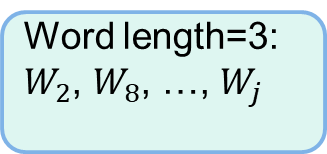 Word length=3:
W₂, W₈, …, Wⱼ